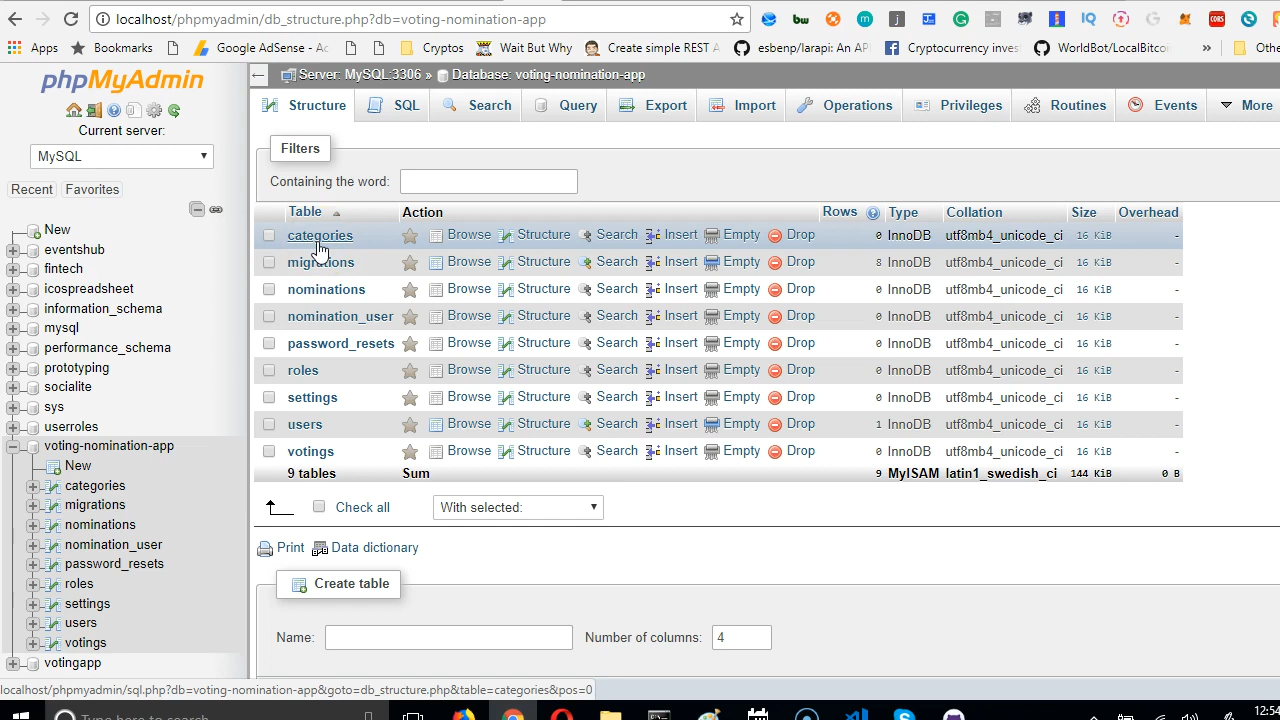 localhost/phpmyadmin/db_structure.php?db=voting-nomination-app
Apps Bookmarks Google AdSense - Ac Crypto Wait But Why Create simple REST A esbenp/larapi: An API Cryptocurrency inves WorldBot/LocalBitcoi » Othe
phpMyAdmin
Current server:
MySQL
Recent Favorites
New
eventshub
fintech
icospreadsheet
information_schema
mysql
performance_schema
prototyping
socialite
sys
userroles
voting-nomination-app
New
categories
migrations
nominations
nomination_user
password_resets
roles
settings
users
votings
votingapp
Server: MySQL:3306 » Database: voting-nomination-app
Structure SQL Search Query Export Import Operations Privileges Routines Events More
Filters
Containing the word:
Table Action Rows Type Collation Size Overhead
categories Browse Structure Search Insert Empty Drop 0 InnoDB utf8mb4_unicode_ci 16 KiB -
migrations Browse Structure Search Insert Empty Drop 8 InnoDB utf8mb4_unicode_ci 16 KiB -
nominations Browse Structure Search Insert Empty Drop 0 InnoDB utf8mb4_unicode_ci 16 KiB -
nomination_user Browse Structure Search Insert Empty Drop 0 InnoDB utf8mb4_unicode_ci 16 KiB -
password_resets Browse Structure Search Insert Empty Drop 0 InnoDB utf8mb4_unicode_ci 16 KiB -
roles Browse Structure Search Insert Empty Drop 0 InnoDB utf8mb4_unicode_ci 16 KiB -
settings Browse Structure Search Insert Empty Drop 0 InnoDB utf8mb4_unicode_ci 16 KiB -
users Browse Structure Search Insert Empty Drop 1 InnoDB utf8mb4_unicode_ci 16 KiB -
votings Browse Structure Search Insert Empty Drop 0 InnoDB utf8mb4_unicode_ci 16 KiB -
9 tables Sum 9 MyISAM latin1_swedish_ci 144 KiB 0 B
Check all With selected:
Print Data dictionary
Create table
Name: Number of columns: 4
localhost/phpmyadmin/sql.php?db=voting-nomination-app&goto=db_structure.php&table=categories&pos=0
Type here to search
12:54